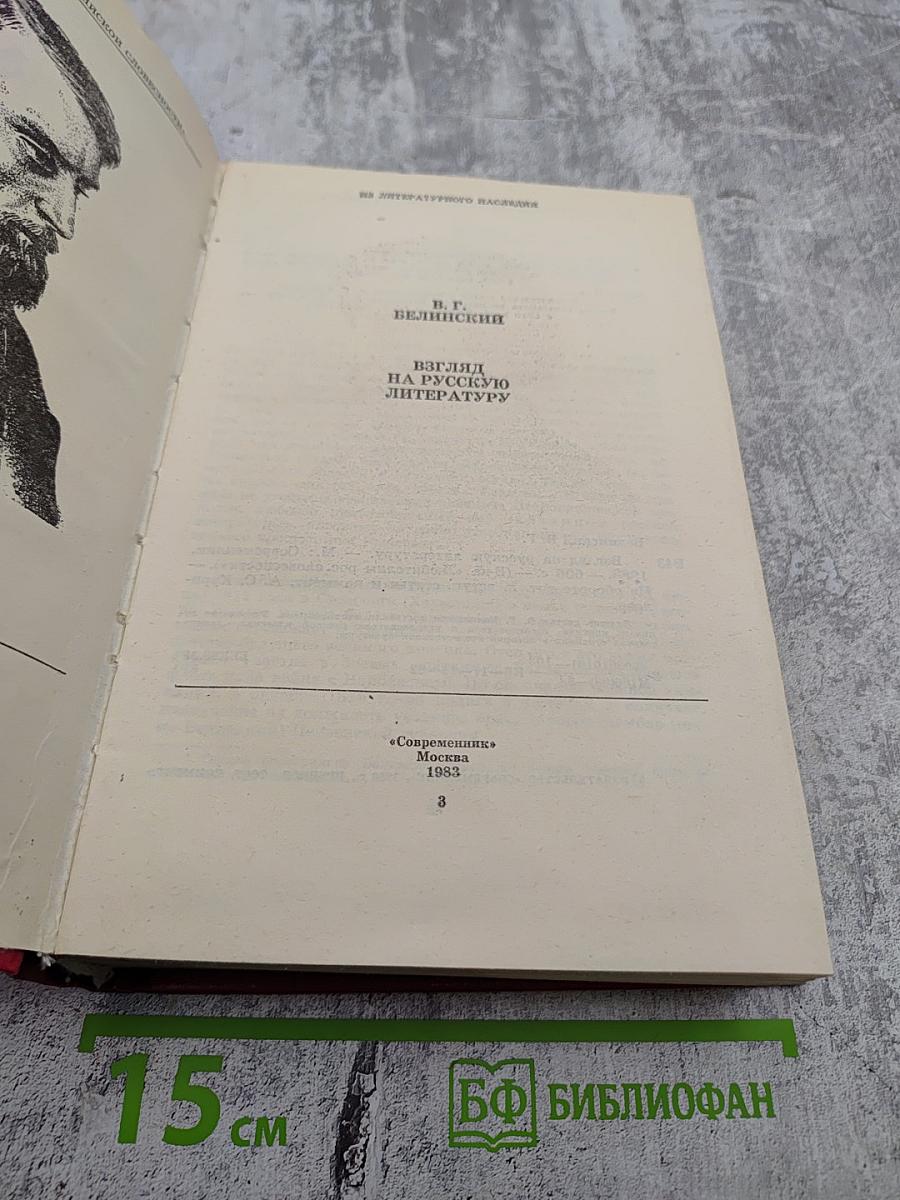 ИЗ ЛИТЕРАТУРНОГО НАСЛЕДИЯ
В. Г.
БЕЛИНСКИЙ
ВЗГЛЯД
НА РУССКУЮ
ЛИТЕРАТУРУ
«Современник»
Москва
1983
3
15 см
БФ БИБЛИОФАН